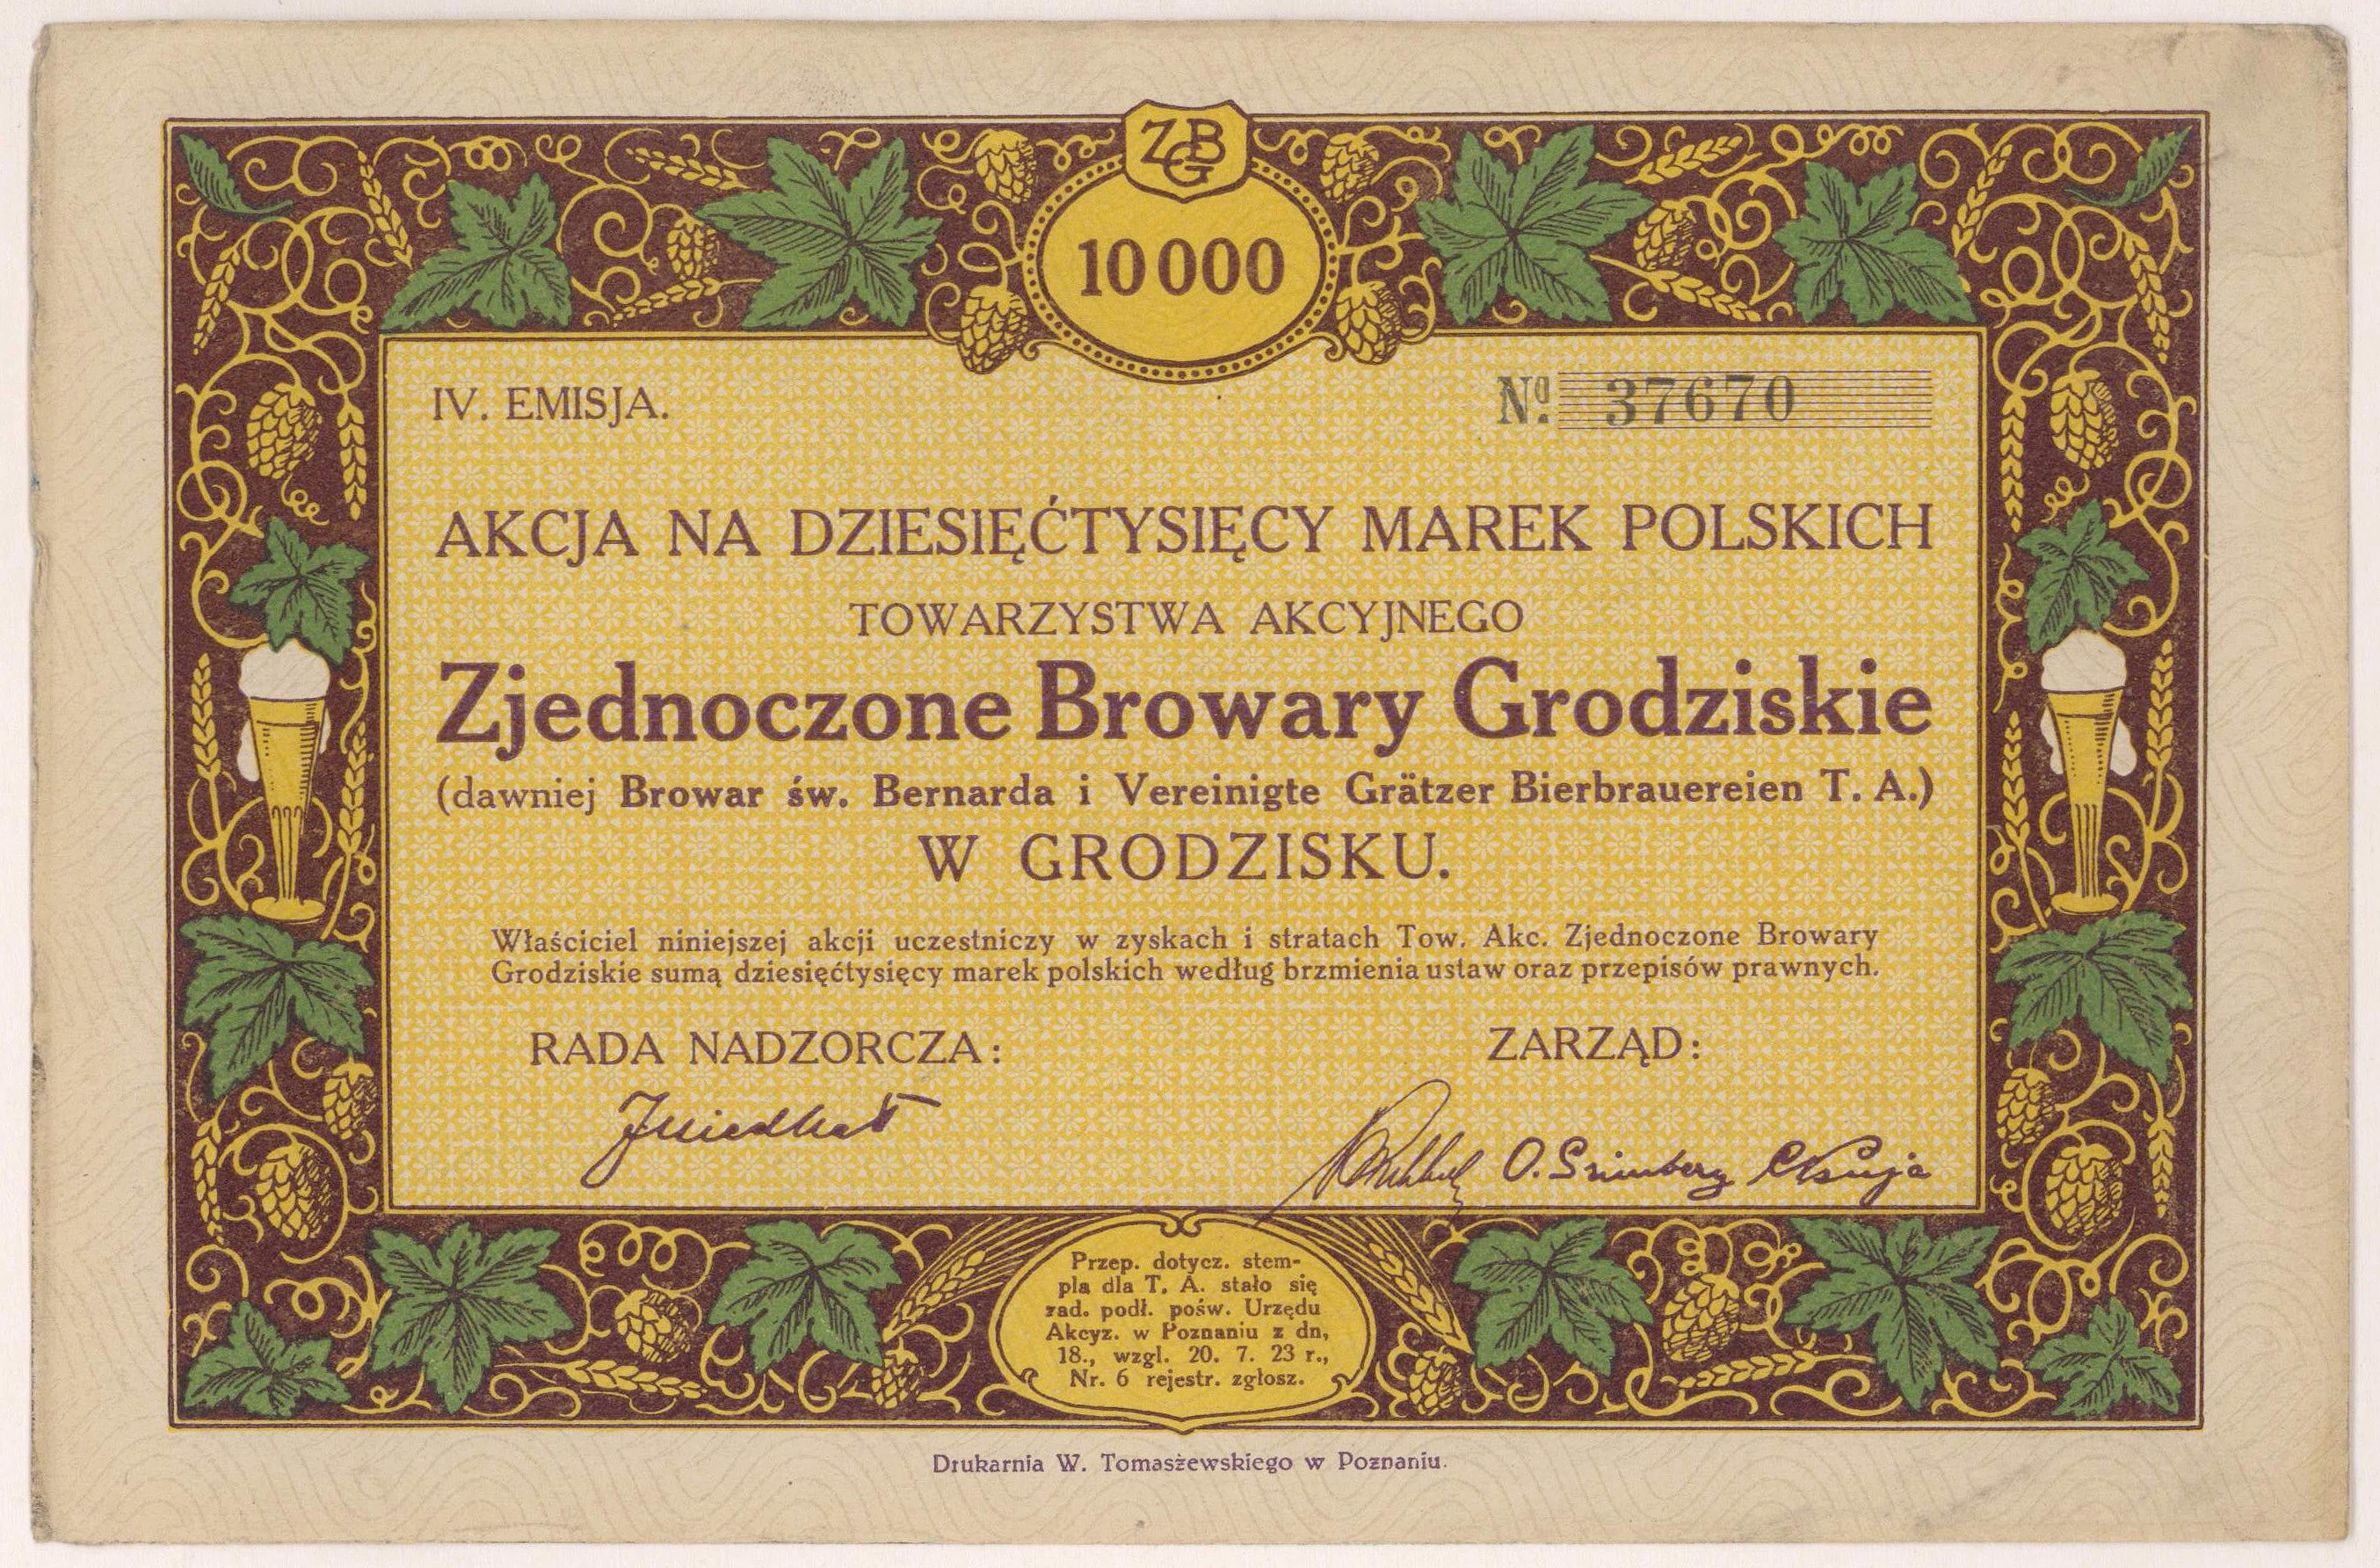 ZGB
10000
IV. EMISJA.
Nº. 37670
AKCJA NA DZIESIĘĆTYSIĘCY MAREK POLSKICH
TOWARZYSTWA AKCYJNEGO
Zjednoczone Browary Grodziskie
(dawniej Browar św. Bernarda i Vereinigte Grätzer Bierbrauereien T. A.)
W GRODZISKU.
Właściciel niniejszej akcji uczestniczy w zyskach i stratach Tow. Akc. Zjednoczone Browary
Grodziskie sumą dziesięćtysięcy marek polskich według brzmienia ustaw oraz przepisów prawnych.
RADA NADZORCZA:
ZARZĄD:
O.
Przep. dotycz. stem-
pla dla T. A. stało się
zad. podł. pośw. Urzędu
Akcyz. w Poznaniu z dn,
18., wzgl. 20. 7. 23 r.,
Nr. 6 rejestr. zgłosz.
Drukarnia W. Tomaszewskiego w Poznaniu.